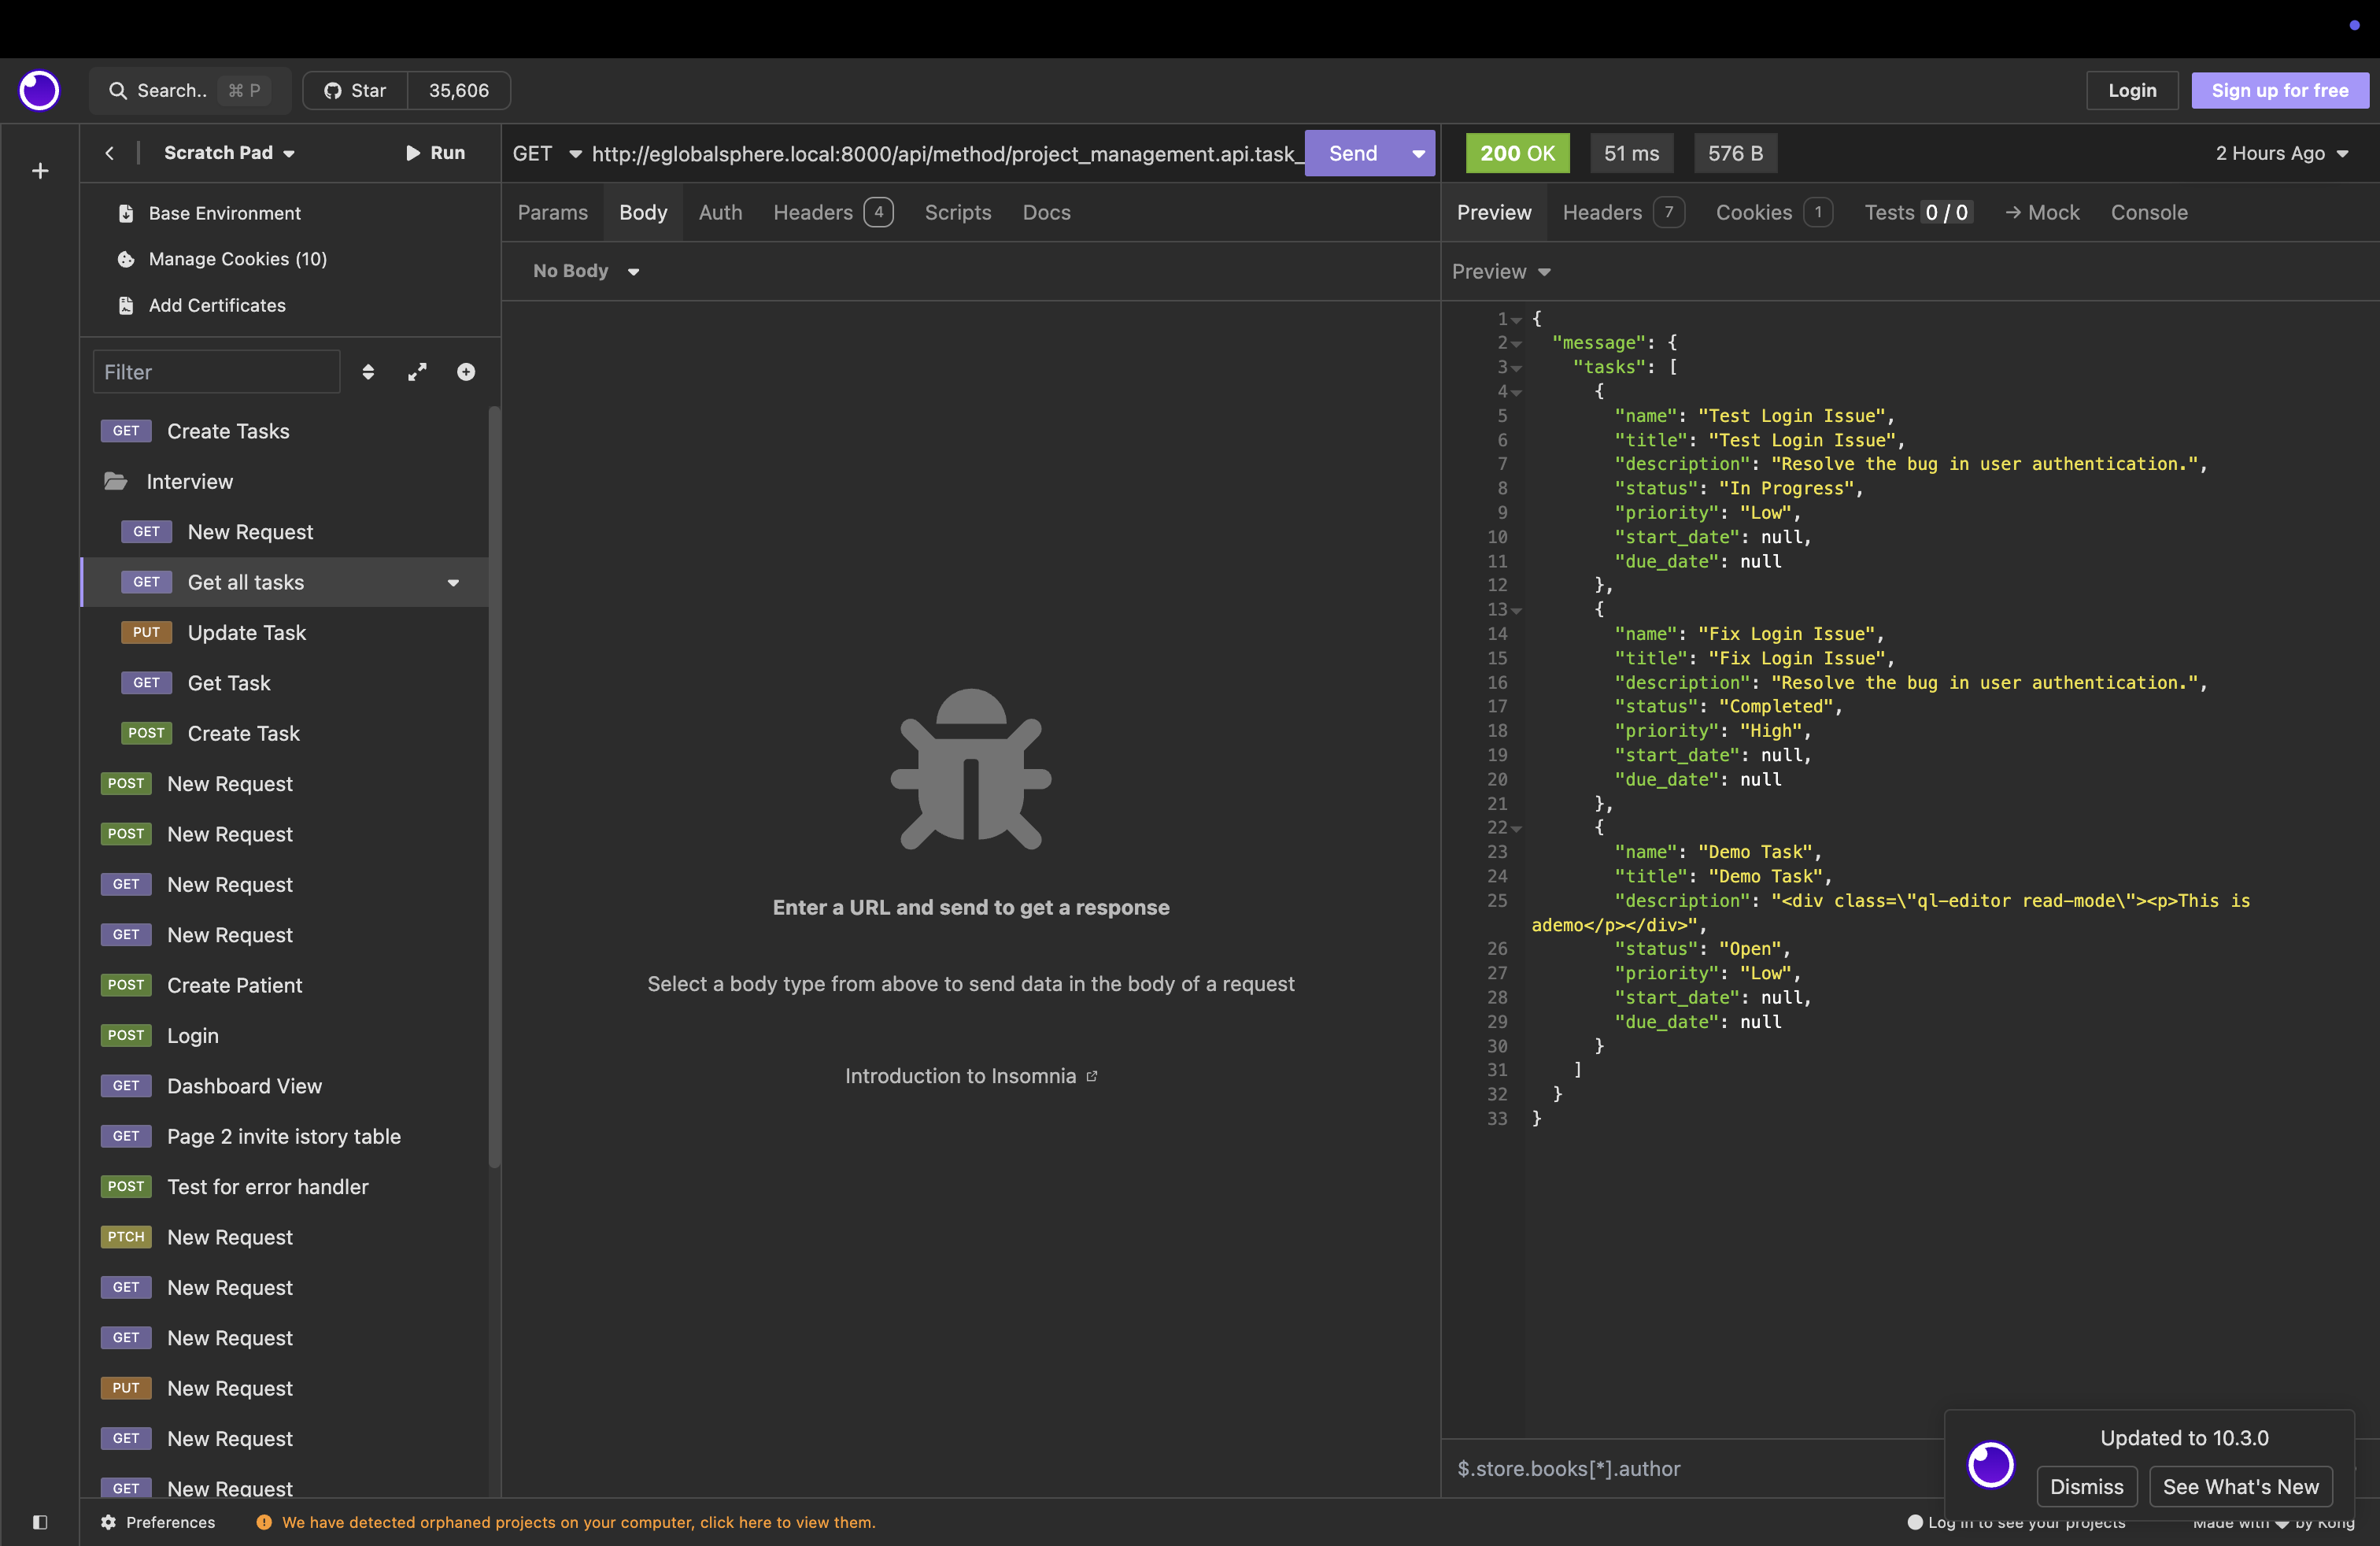 Search.. ⌘ P
Star 35,606
Login
Sign up for free
Scratch Pad
Run
Base Environment
Manage Cookies (10)
Add Certificates
Filter
GET Create Tasks
Interview
GET New Request
GET Get all tasks
PUT Update Task
GET Get Task
POST Create Task
POST New Request
POST New Request
GET New Request
GET New Request
POST Create Patient
POST Login
GET Dashboard View
GET Page 2 invite istory table
POST Test for error handler
PTCH New Request
GET New Request
GET New Request
PUT New Request
GET New Request
GET New Request
GET http://eglobalsphere.local:8000/api/method/project_management.api.task_
Send
Params Body Auth Headers 4 Scripts Docs
No Body
Enter a URL and send to get a response
Select a body type from above to send data in the body of a request
Introduction to Insomnia
200 OK 51 ms 576 B 2 Hours Ago
Preview Headers 7 Cookies 1 Tests 0 / 0 → Mock Console
Preview
1 {
2 "message": {
3 "tasks": [
4 {
5 "name": "Test Login Issue",
6 "title": "Test Login Issue",
7 "description": "Resolve the bug in user authentication.",
8 "status": "In Progress",
9 "priority": "Low",
10 "start_date": null,
11 "due_date": null
12 },
13 {
14 "name": "Fix Login Issue",
15 "title": "Fix Login Issue",
16 "description": "Resolve the bug in user authentication.",
17 "status": "Completed",
18 "priority": "High",
19 "start_date": null,
20 "due_date": null
21 },
22 {
23 "name": "Demo Task",
24 "title": "Demo Task",
25 "description": "<div class=\"ql-editor read-mode\"><p>This is
ademo</p></div>",
26 "status": "Open",
27 "priority": "Low",
28 "start_date": null,
29 "due_date": null
30 }
31 ]
32 }
33 }
$.store.books[*].author
Updated to 10.3.0
Dismiss
See What's New
Preferences
We have detected orphaned projects on your computer, click here to view them.
Log in to see your projects
Made with ❤ by Kong